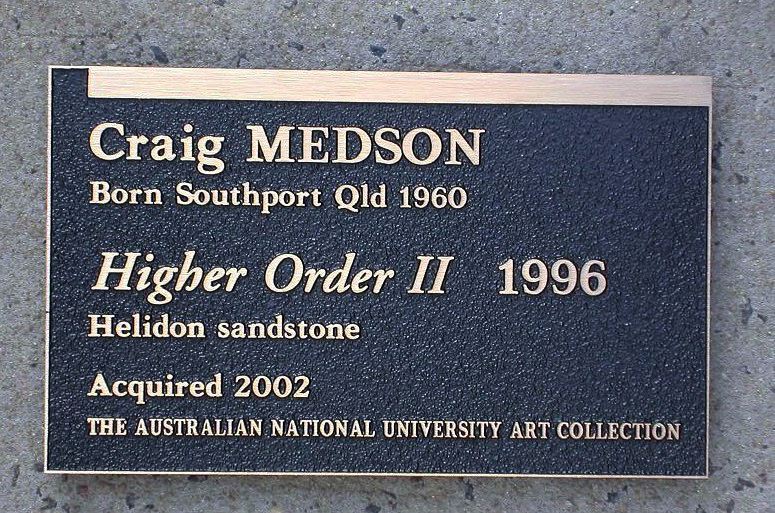 Craig MEDSON
Born Southport Qld 1960
Higher Order II 1996
Helidon sandstone
Acquired 2002
THE AUSTRALIAN NATIONAL UNIVERSITY ART COLLECTION